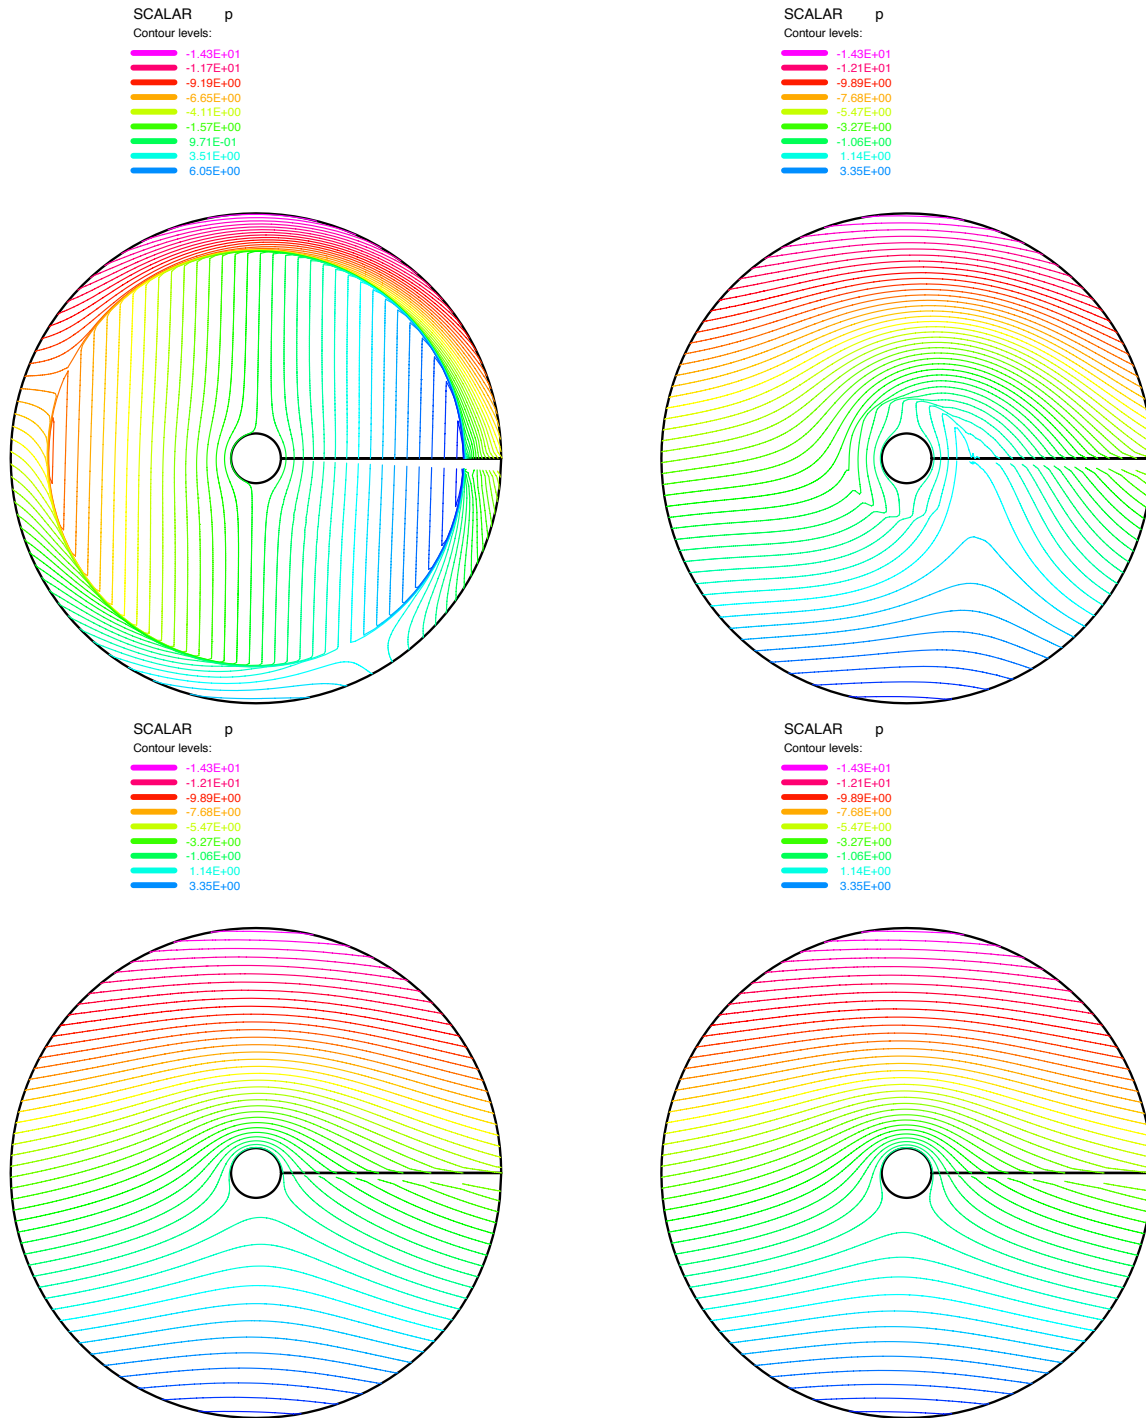 SCALAR p
Contour levels:
-1.43E+01
-1.17E+01
-9.19E+00
-6.65E+00
-4.11E+00
-1.57E+00
9.71E-01
3.51E+00
6.05E+00
SCALAR p
Contour levels:
-1.43E+01
-1.21E+01
-9.89E+00
-7.68E+00
-5.47E+00
-3.27E+00
-1.06E+00
1.14E+00
3.35E+00
SCALAR p
Contour levels:
-1.43E+01
-1.21E+01
-9.89E+00
-7.68E+00
-5.47E+00
-3.27E+00
-1.06E+00
1.14E+00
3.35E+00
SCALAR p
Contour levels:
-1.43E+01
-1.21E+01
-9.89E+00
-7.68E+00
-5.47E+00
-3.27E+00
-1.06E+00
1.14E+00
3.35E+00